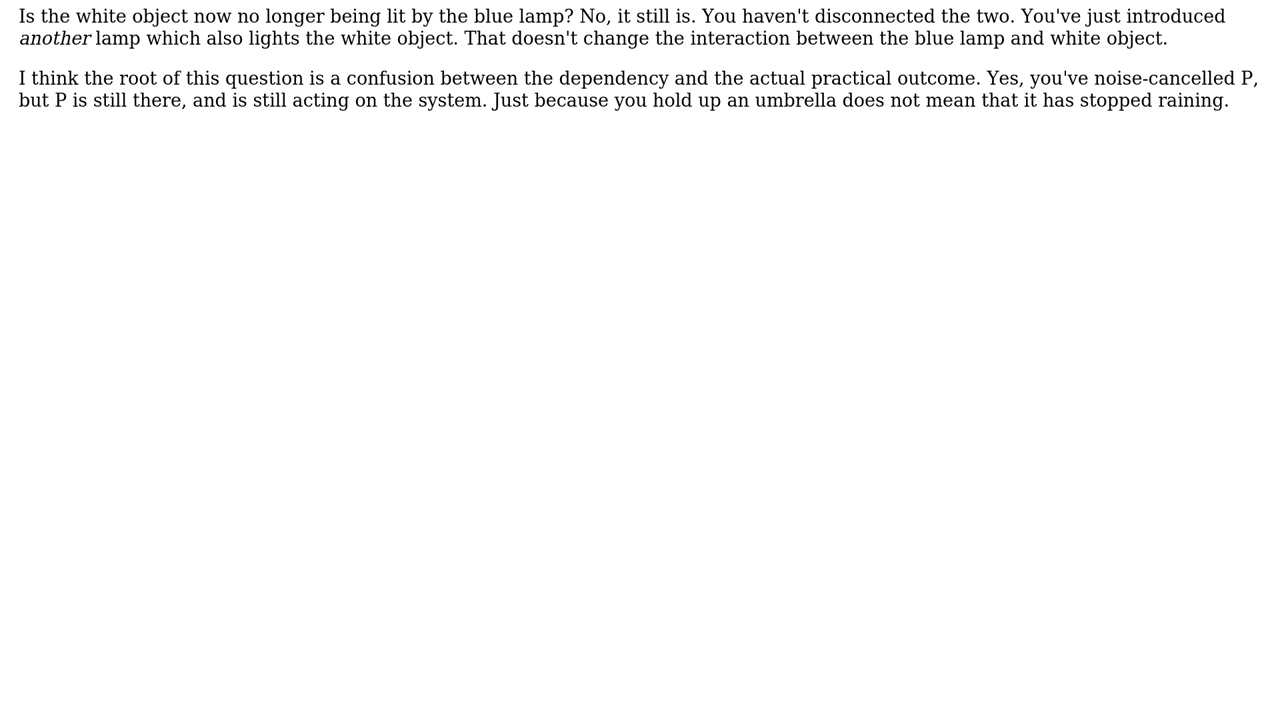 Is the white object now no longer being lit by the blue lamp? No, it still is. You haven't disconnected the two. You've just introduced
another lamp which also lights the white object. That doesn't change the interaction between the blue lamp and white object.
I think the root of this question is a confusion between the dependency and the actual practical outcome. Yes, you've noise-cancelled P,
but P is still there, and is still acting on the system. Just because you hold up an umbrella does not mean that it has stopped raining.